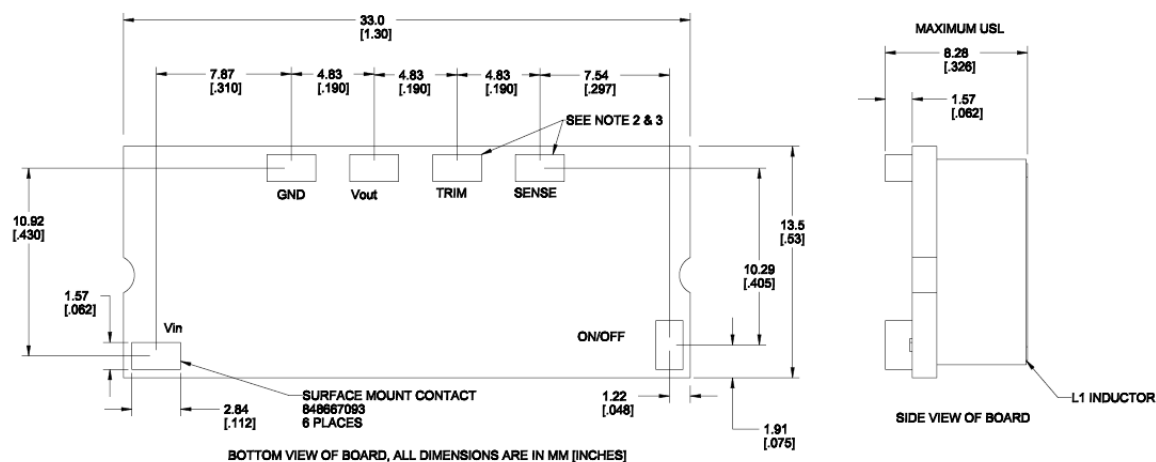 33.0
[1.30]
MAXIMUM USL
8.28
[.326]
7.87
[.310]
4.83
[.190]
4.83
[.190]
4.83
[.190]
7.54
[.297]
1.57
[.062]
SEE NOTE 2 & 3
GND
Vout
TRIM
SENSE
10.92
[.430]
13.5
[.53]
10.29
[.405]
1.57
[.062]
Vin
ON/OFF
SURFACE MOUNT CONTACT
848667093
6 PLACES
2.84
[.112]
1.22
[.048]
1.91
[.075]
L1 INDUCTOR
SIDE VIEW OF BOARD
BOTTOM VIEW OF BOARD, ALL DIMENSIONS ARE IN MM [INCHES]